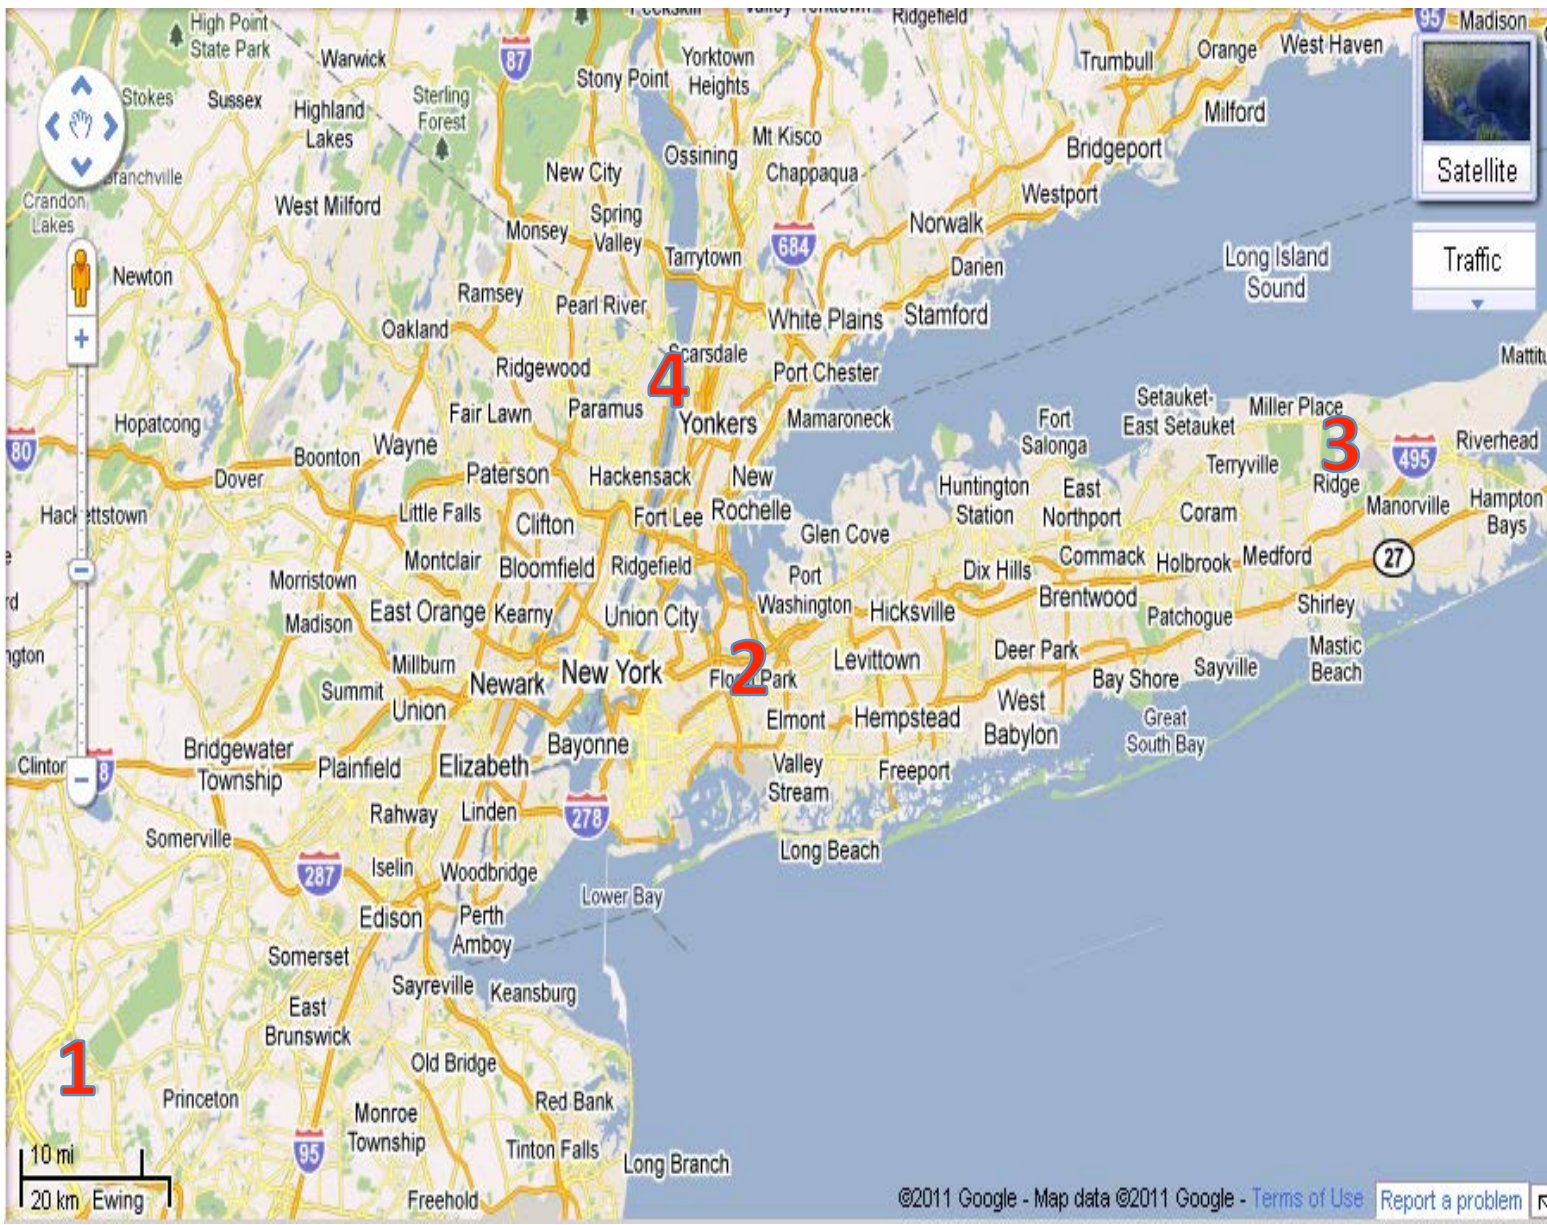 High Point
State Park
Peekskill
Ridgefield
95
Madison
Warwick
87
Stony Point
Yorktown
Heights
Trumbull
Orange
West Haven
Stokes
Sussex
Highland
Lakes
Sterling
Forest
Milford
Mt Kisco
Ossining
Chappaqua
Bridgeport
Satellite
Branchville
New City
Westport
Crandon
Lakes
West Milford
Spring
Valley
Monsey
684
Norwalk
Tarrytown
Darien
Long Island
Sound
Traffic
Newton
Ramsey
Pearl River
Oakland
White Plains
Stamford
Scarsdale
4
Ridgewood
Port Chester
Mattitu
Hopatcong
Fair Lawn
Paramus
Yonkers
Mamaroneck
Fort
Salonga
Setauket-
East Setauket
Miller Place
3
80
Boonton
Wayne
495
Riverhead
Dover
Paterson
Hackensack
New
Rochelle
Huntington
Station
East
Northport
Terryville
Ridge
Hackettstown
Little Falls
Clifton
Fort Lee
Glen Cove
Coram
Manorville
Hampton
Bays
Montclair
Bloomfield
Ridgefield
Port
Washington
Dix Hills
Commack
Holbrook
Medford
27
Morristown
East Orange
Kearny
Union City
Hicksville
Brentwood
Patchogue
Shirley
Madison
ngton
Millburn
New York
2
Floral Park
Levittown
Deer Park
Sayville
Mastic
Beach
Summit
Newark
Union
Elmont
Hempstead
West
Babylon
Bay Shore
Great
South Bay
Bridgewater
Township
Plainfield
Elizabeth
Bayonne
Valley
Stream
Freeport
Clinton
8
Rahway
Linden
278
Somerville
Long Beach
287
Iselin
Woodbridge
Lower Bay
Edison
Perth
Amboy
Somerset
Sayreville
Keansburg
East
Brunswick
1
Old Bridge
Princeton
Red Bank
Monroe
Township
95
Tinton Falls
Long Branch
10 mi
20 km
Ewing
Freehold
©2011 Google - Map data ©2011 Google - Terms of Use
Report a problem